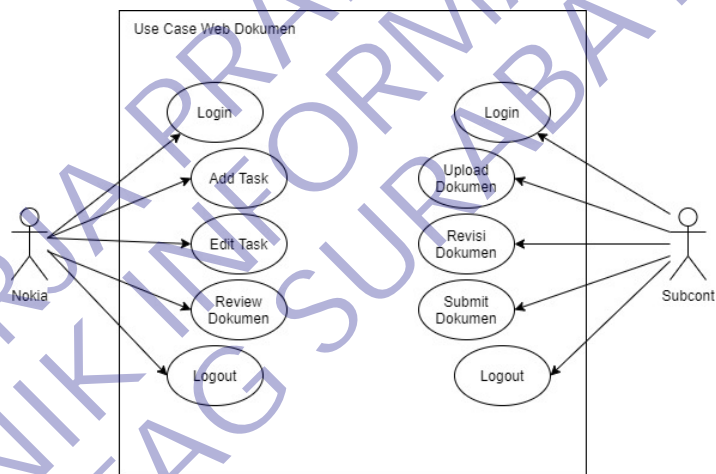 Use Case Web Dokumen
Login
Login
Add Task
Upload
Dokumen
Edit Task
Revisi
Dokumen
Nokia
Subcont
Review
Dokumen
Submit
Dokumen
Logout
Logout